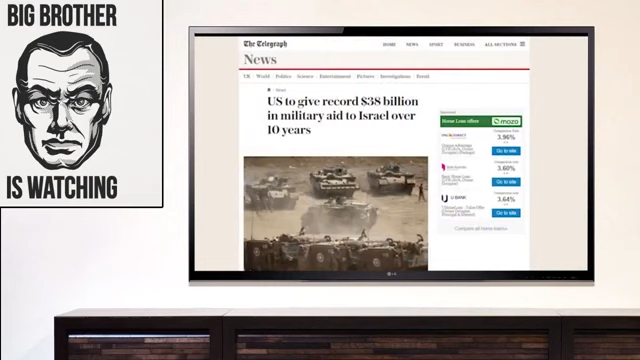 BIG BROTHER
IS WATCHING
The Telegraph
HOME NEWS SPORT BUSINESS ALL SECTIONS
News
UK World Politics Science Entertainment Pictures Investigations
News
US to give record $38 billion
in military aid to Israel over
10 years
Home Loan offers mozo
3.96%
Go to site
3.60%
Go to site
U BANK
3.64%
Go to site
Compare all home loans
LG